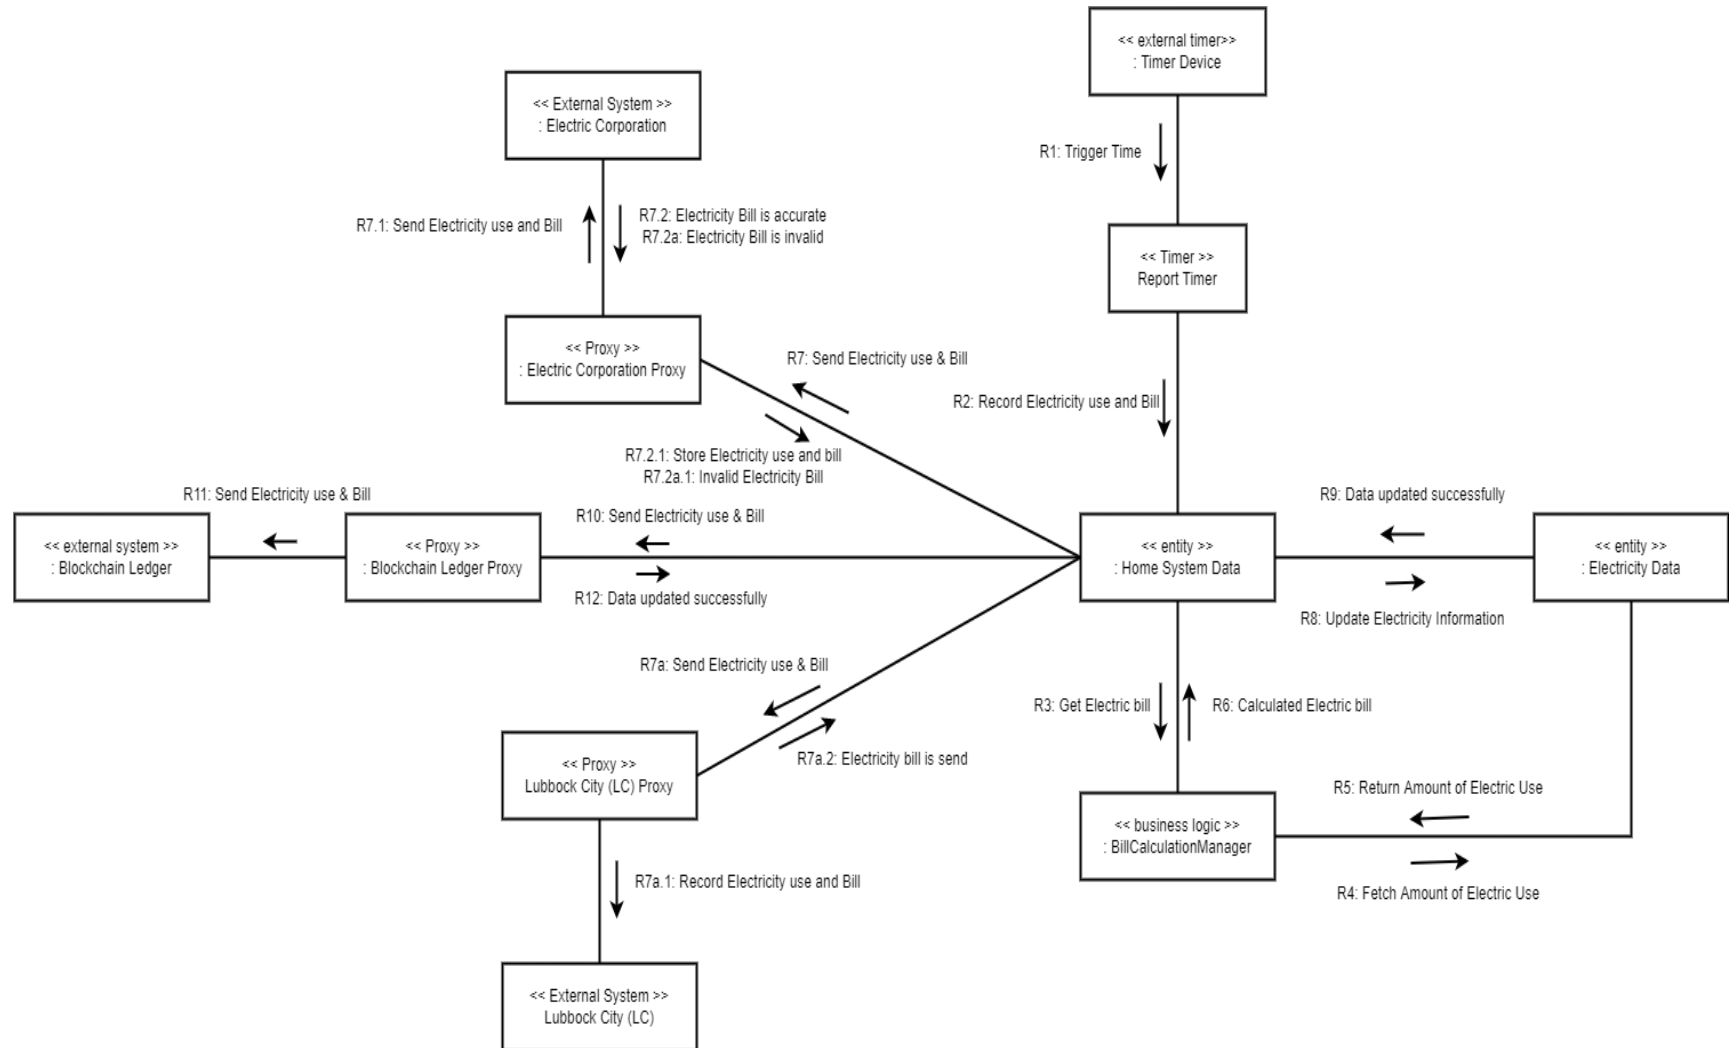 << external timer>>
: Timer Device
<< External System >>
: Electric Corporation
R1: Trigger Time
R7.1: Send Electricity use and Bill
R7.2: Electricity Bill is accurate
R7.2a: Electricity Bill is invalid
<< Timer >>
Report Timer
<< Proxy >>
: Electric Corporation Proxy
R7: Send Electricity use & Bill
R2: Record Electricity use and Bill
R7.2.1: Store Electricity use and bill
R7.2a.1: Invalid Electricity Bill
R11: Send Electricity use & Bill
R10: Send Electricity use & Bill
R9: Data updated successfully
<< external system >>
: Blockchain Ledger
<< Proxy >>
: Blockchain Ledger Proxy
<< entity >>
: Home System Data
<< entity >>
: Electricity Data
R12: Data updated successfully
R8: Update Electricity Information
R7a: Send Electricity use & Bill
R3: Get Electric bill
R6: Calculated Electric bill
R7a.2: Electricity bill is send
<< Proxy >>
Lubbock City (LC) Proxy
R5: Return Amount of Electric Use
<< business logic >>
: BillCalculationManager
R7a.1: Record Electricity use and Bill
R4: Fetch Amount of Electric Use
<< External System >>
Lubbock City (LC)